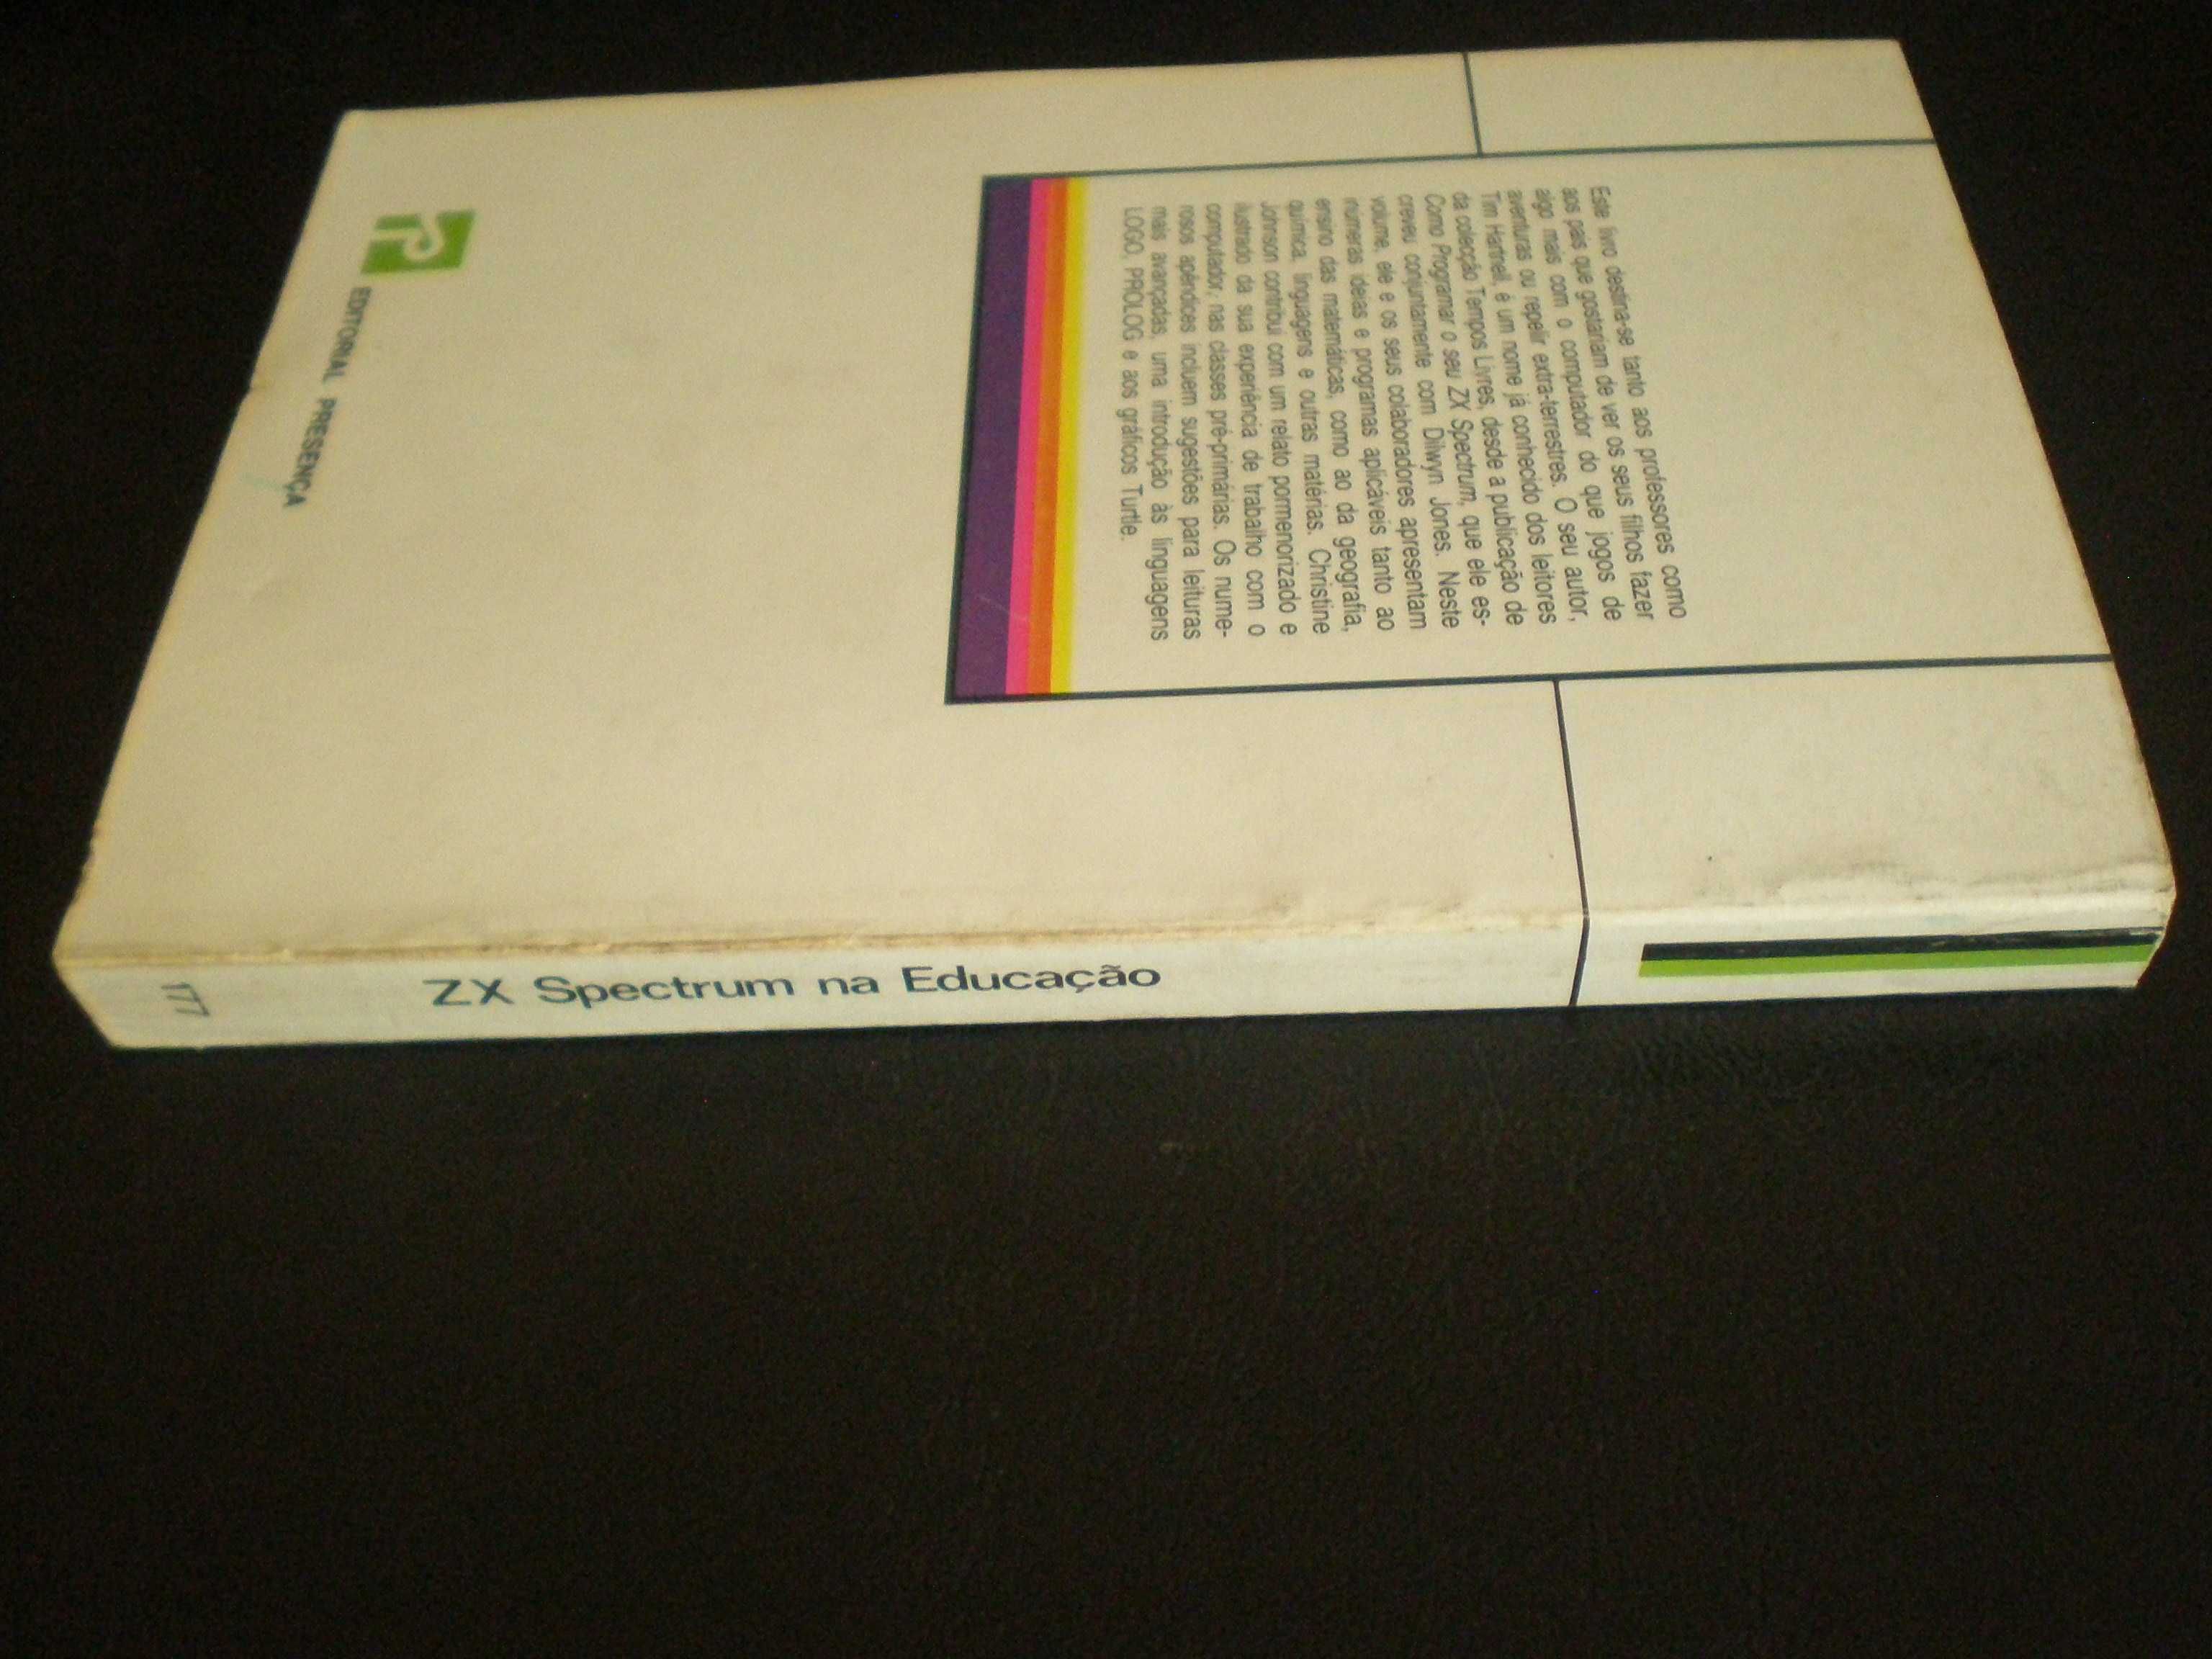 Este livro destina-se tanto aos professores como
aos pais que gostariam de ver os seus filhos fazer
algo mais com o computador do que jogos de
aventuras ou repelir extra-terrestres. O seu autor,
Tim Hartnell, é um nome já conhecido dos leitores
da colecção Tempos Livres, desde a publicação de
Como Programar o seu ZX Spectrum, que ele es-
creveu conjuntamente com Dilwyn Jones. Neste
volume, ele e os seus colaboradores apresentam
inúmeras ideias e programas aplicáveis tanto ao
ensino das matemáticas, como ao da geografia,
química, linguagens e outras matérias. Christine
Johnson contribui com um relato pormenorizado e
ilustrado da sua experiência de trabalho com o
computador, nas classes pré-primárias. Os nume-
rosos apêndices incluem sugestões para leituras
mais avançadas, uma introdução às linguagens
LOGO, PROLOG e aos gráficos Turtle.
EDITORIAL PRESENÇA
177
ZX Spectrum na Educação